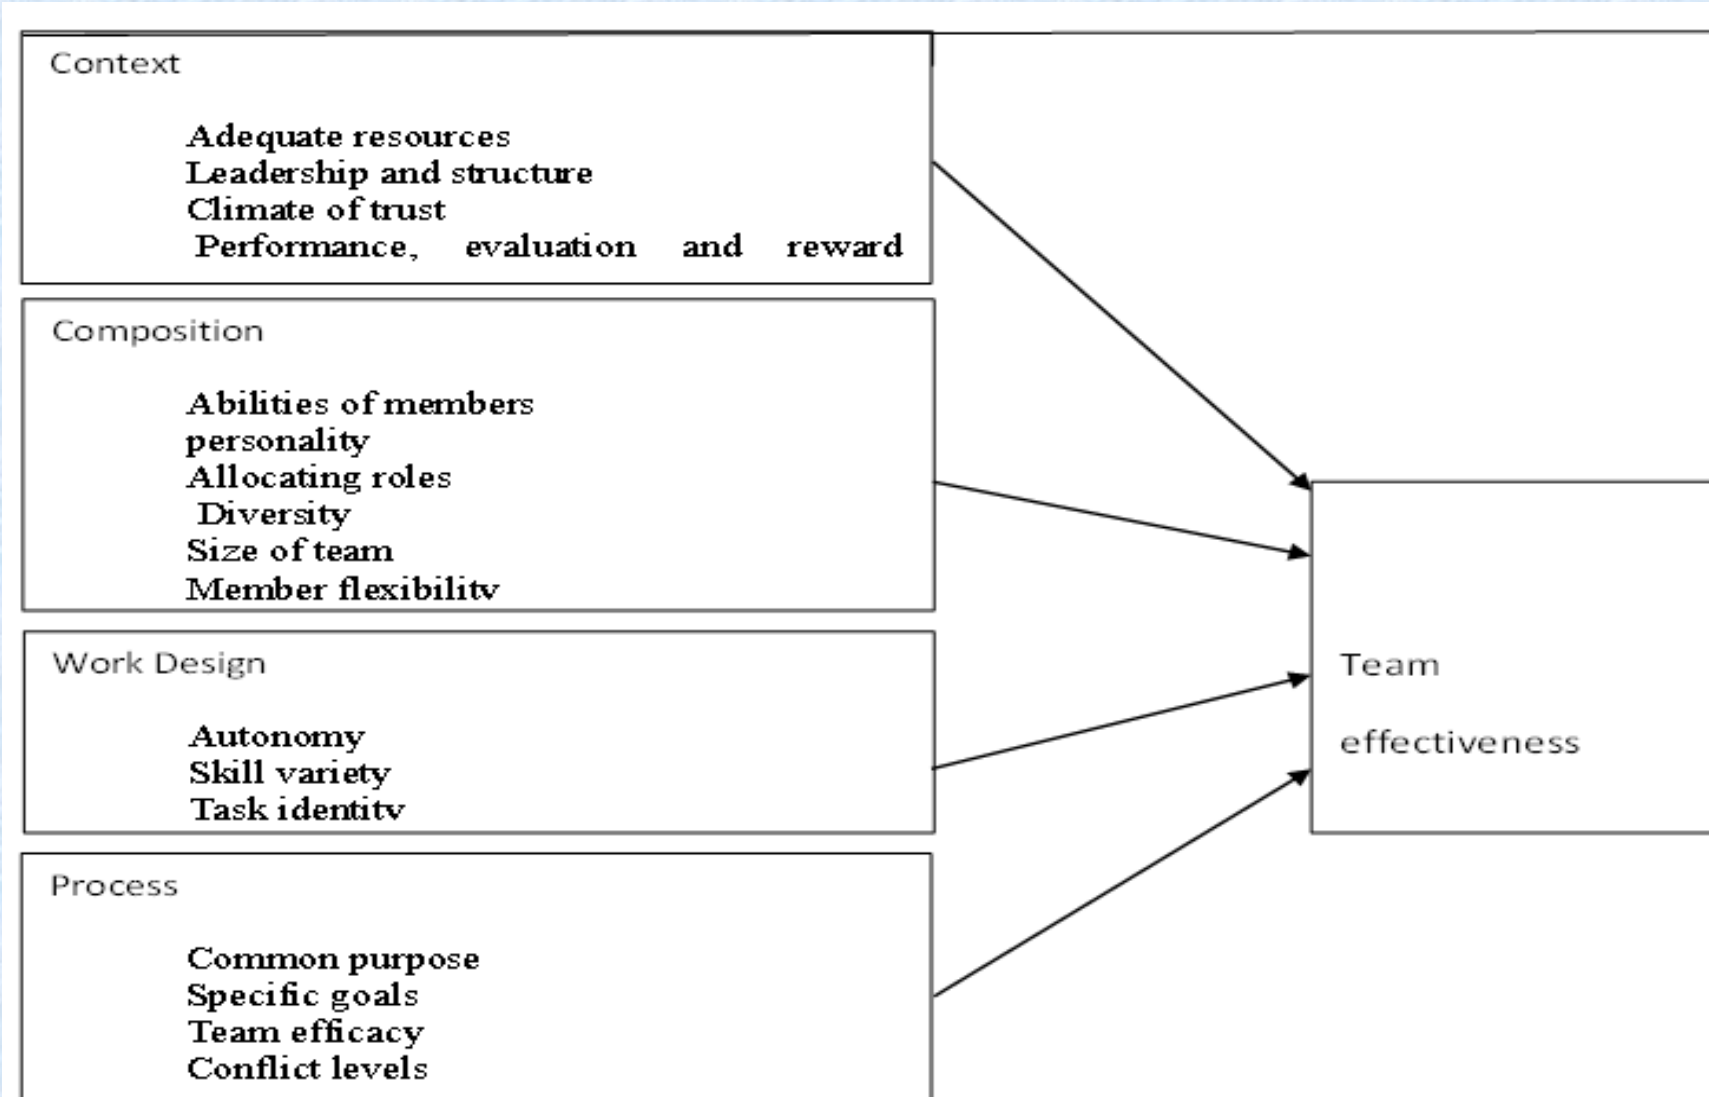 Context
Adequate resources
Leadership and structure
Climate of trust
Performance, evaluation and reward
Composition
Abilities of members
personality
Allocating roles
Diversity
Size of team
Member flexibility
Work Design
Autonomy
Skill variety
Task identity
Process
Common purpose
Specific goals
Team efficacy
Conflict levels
Team
effectiveness